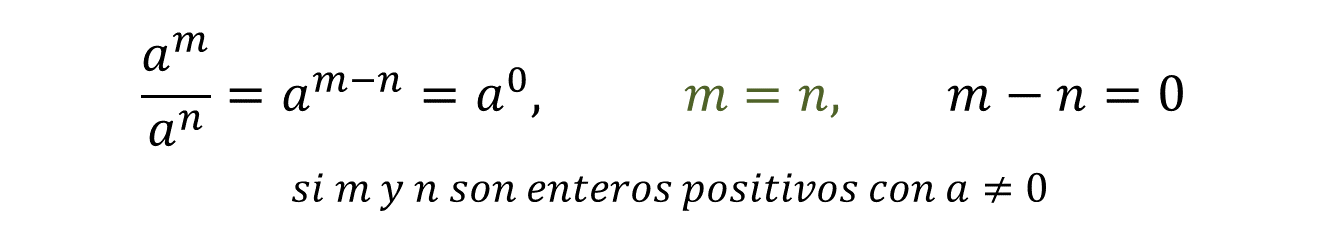 a^m / a^n = a^{m−n} = a^0, m = n, m − n = 0
si m y n son enteros positivos con a ≠ 0